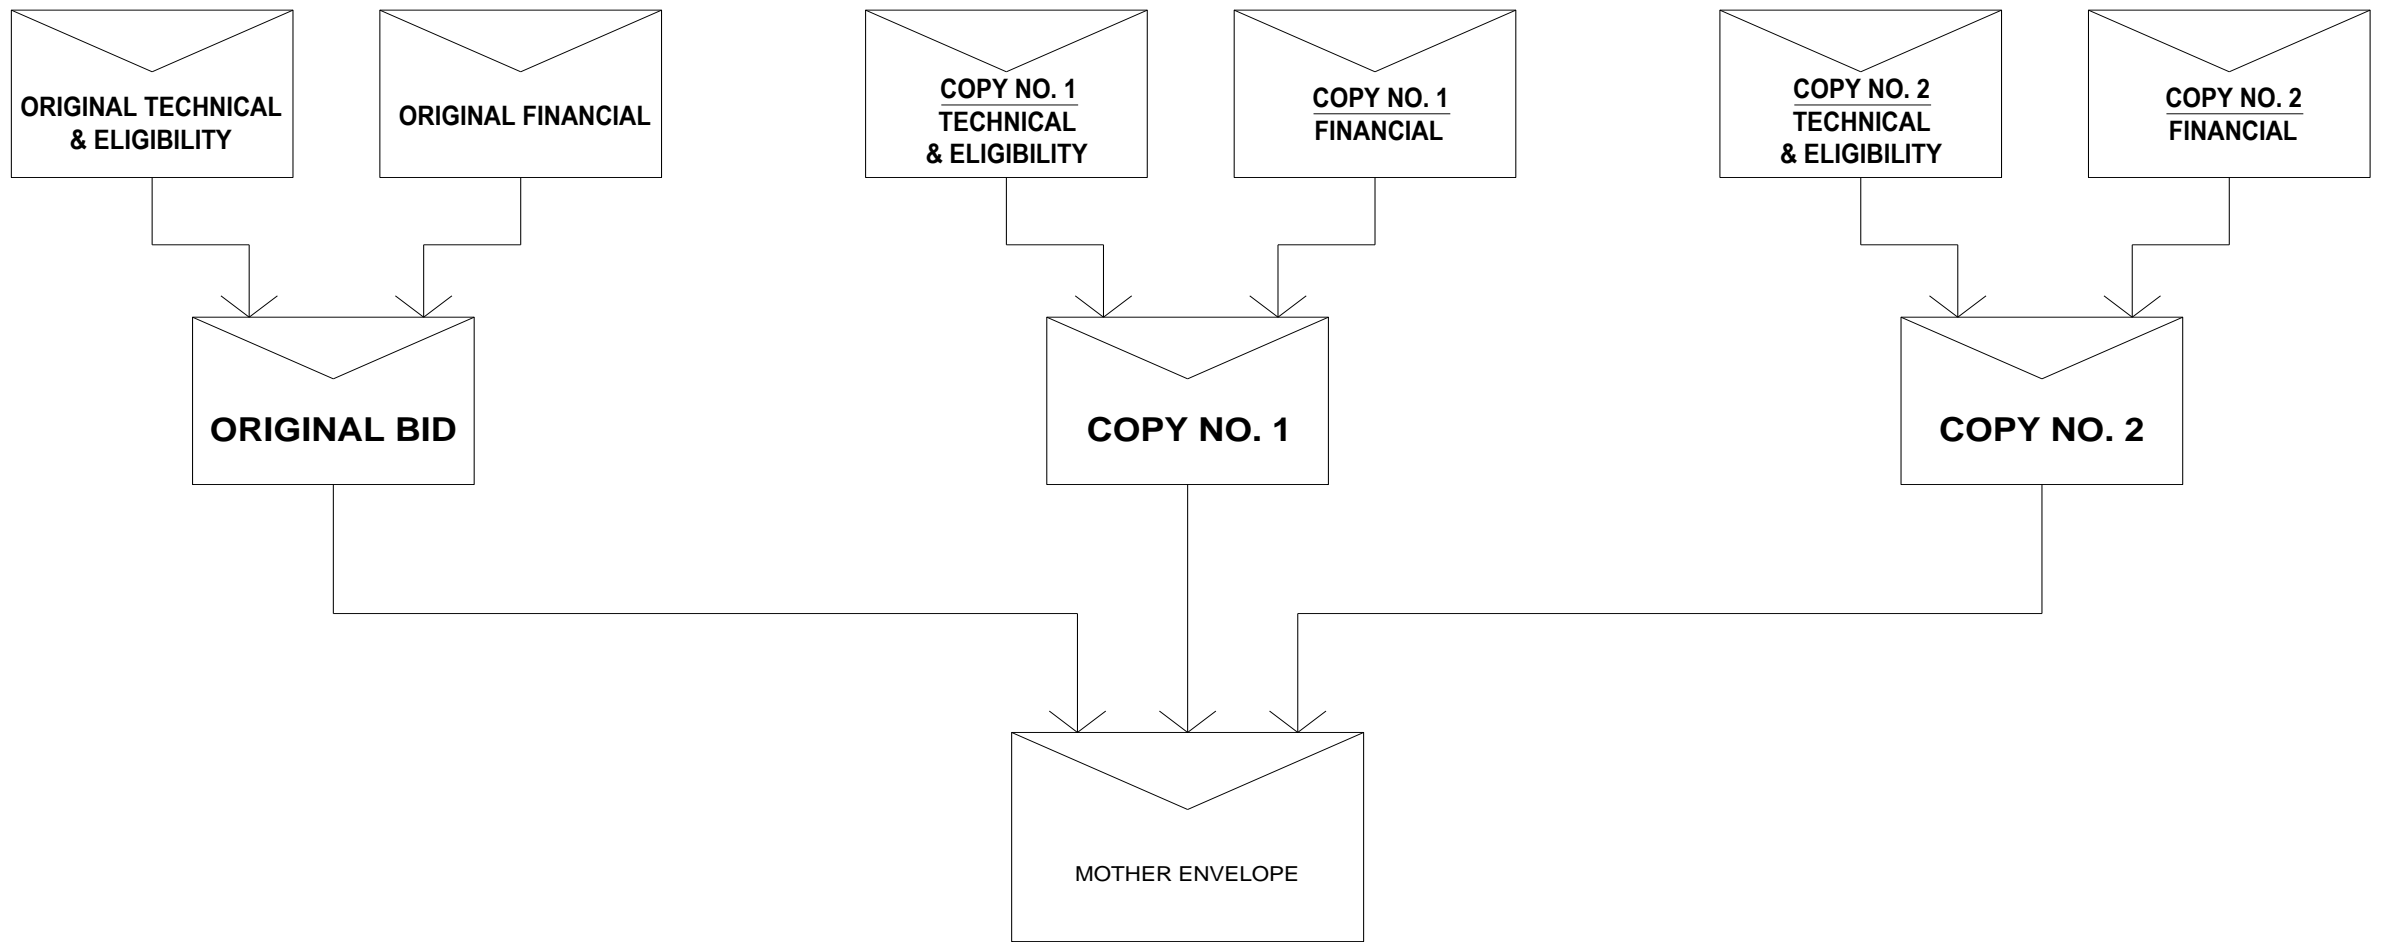 ORIGINAL TECHNICAL
& ELIGIBILITY
ORIGINAL FINANCIAL
COPY NO. 1
TECHNICAL
& ELIGIBILITY
COPY NO. 1
FINANCIAL
COPY NO. 2
TECHNICAL
& ELIGIBILITY
COPY NO. 2
FINANCIAL
ORIGINAL BID
COPY NO. 1
COPY NO. 2
MOTHER ENVELOPE